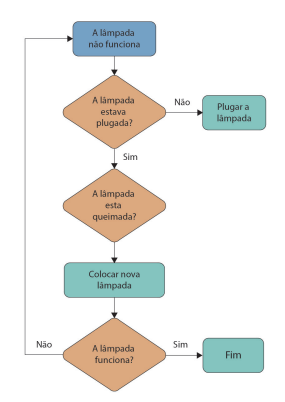 A lâmpada
não funciona
A lâmpada
estava
plugada?
Não
Plugar a
lâmpada
Sim
A lâmpada
esta
queimada?
Colocar nova
lâmpada
Não
A lâmpada
funciona?
Sim
Fim